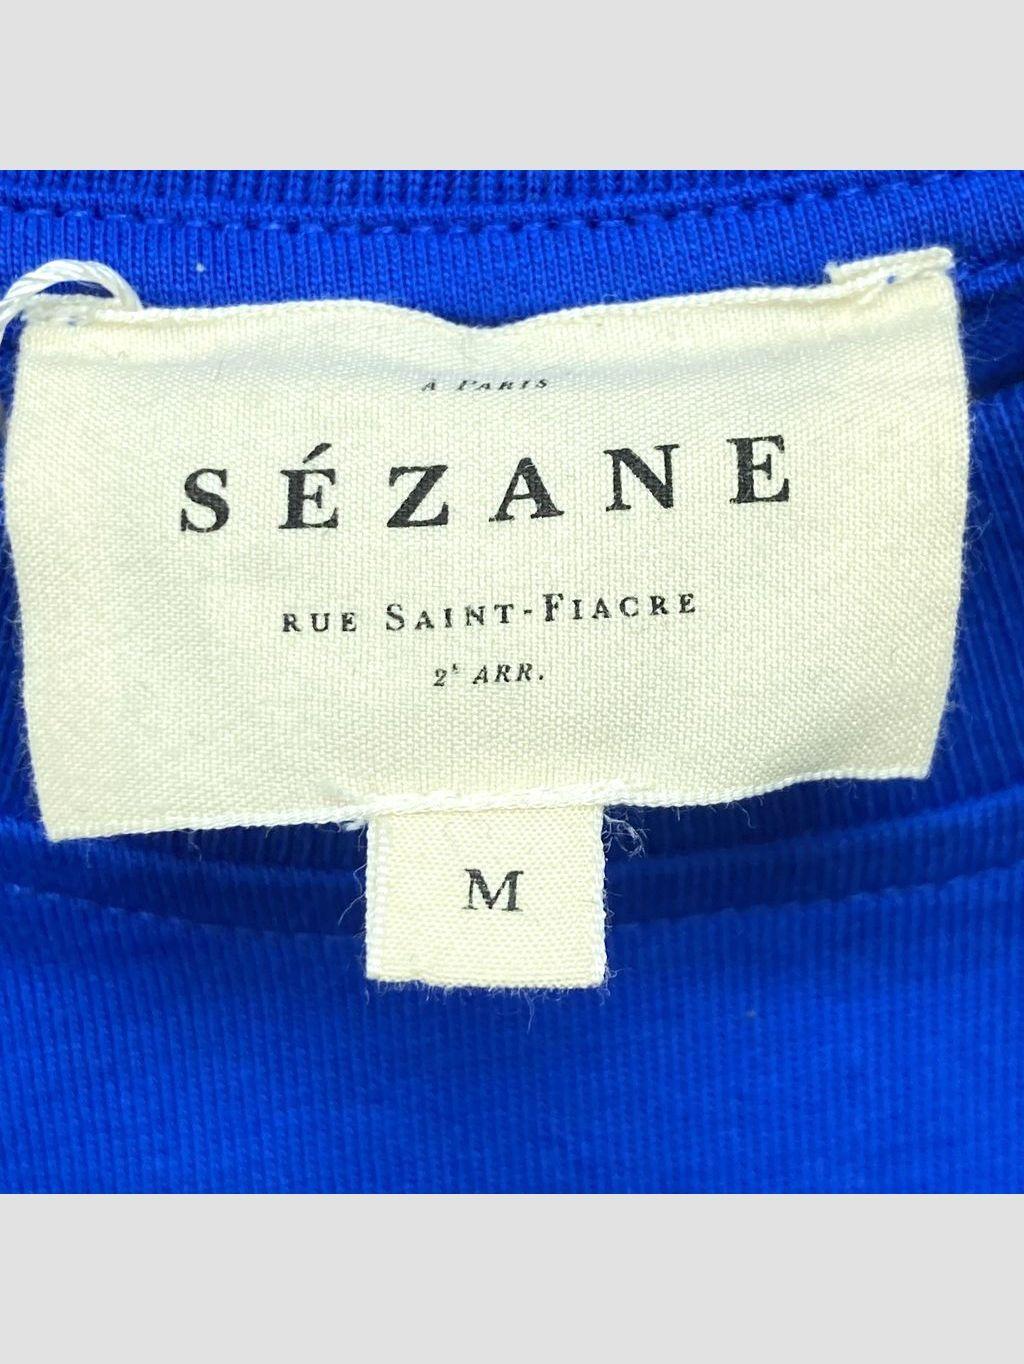 À PARIS
SÉZANE
RUE SAINT-FIACRE
2E ARR.
M